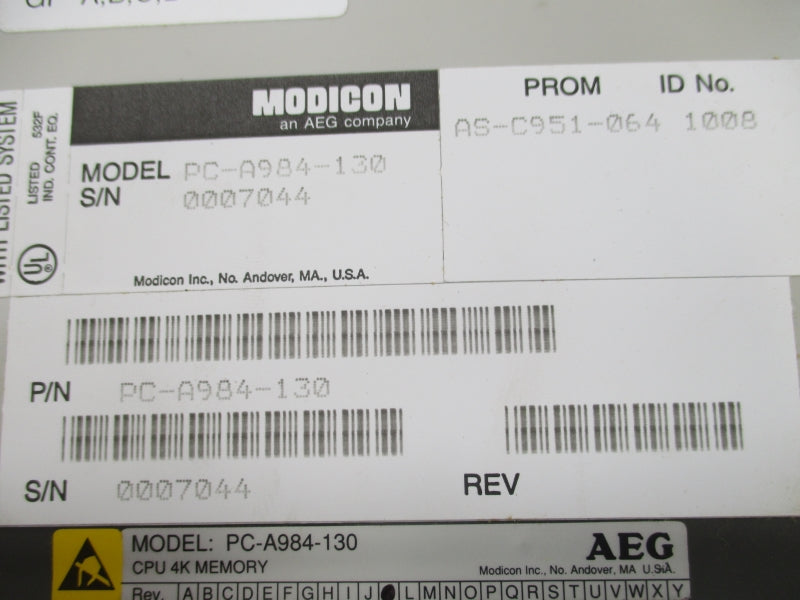 WITH LISTED SYSTEM
LISTED 532F
IND. CONT. EQ.
UL
MODICON
an AEG company
MODEL PC-A984-130
S/N 0007044
Modicon Inc., No. Andover, MA., U.S.A.
PROM ID No.
AS-C951-064 1008
P/N PC-A984-130
S/N 0007044
REV
MODEL: PC-A984-130
CPU 4K MEMORY
AEG
Modicon Inc., No. Andover, MA U.S.A.
Rev. A B C D E F G H I J L M N O P Q R S T U V W X Y